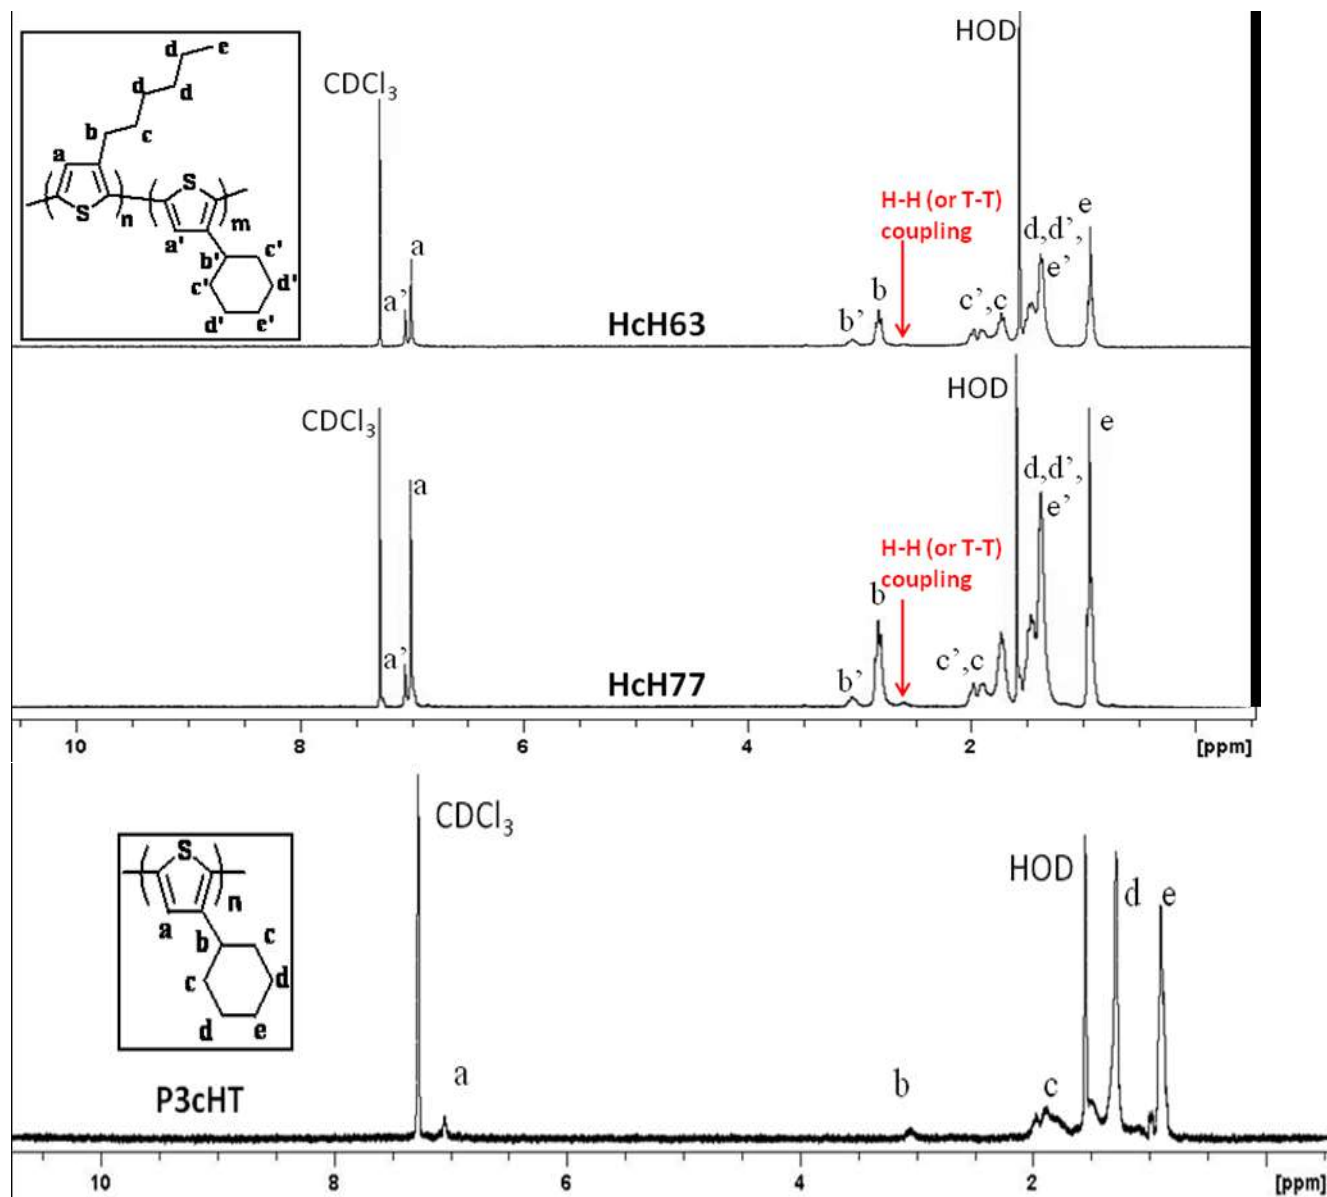 HOD
d e
CDCl3
d d
b c
H-H (or T-T)
coupling
e
a
d,d’,
e’
S
S n m
a' a
b' c'
c' d'
d' e'
a’
b
c’,c
b’
HcH63
HOD
CDCl3
e
d,d’,
a
e’
H-H (or T-T)
coupling
b
a’
c’,c
b’
HcH77
10 8 6 4 2 [ppm]
CDCl3
S
HOD
n
d e
a
b c
c d
d e
a
b
c
P3cHT
10 8 6 4 2 [ppm]